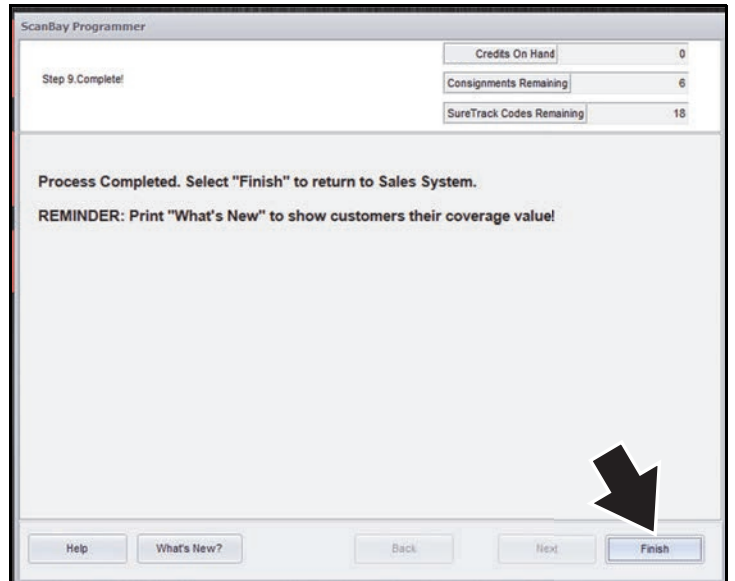 ScanBay Programmer
Credits On Hand 0
Step 9.Complete!
Consignments Remaining 6
SureTrack Codes Remaining 18
Process Completed. Select "Finish" to return to Sales System.
REMINDER: Print "What's New" to show customers their coverage value!
Help What's New? Back Next Finish